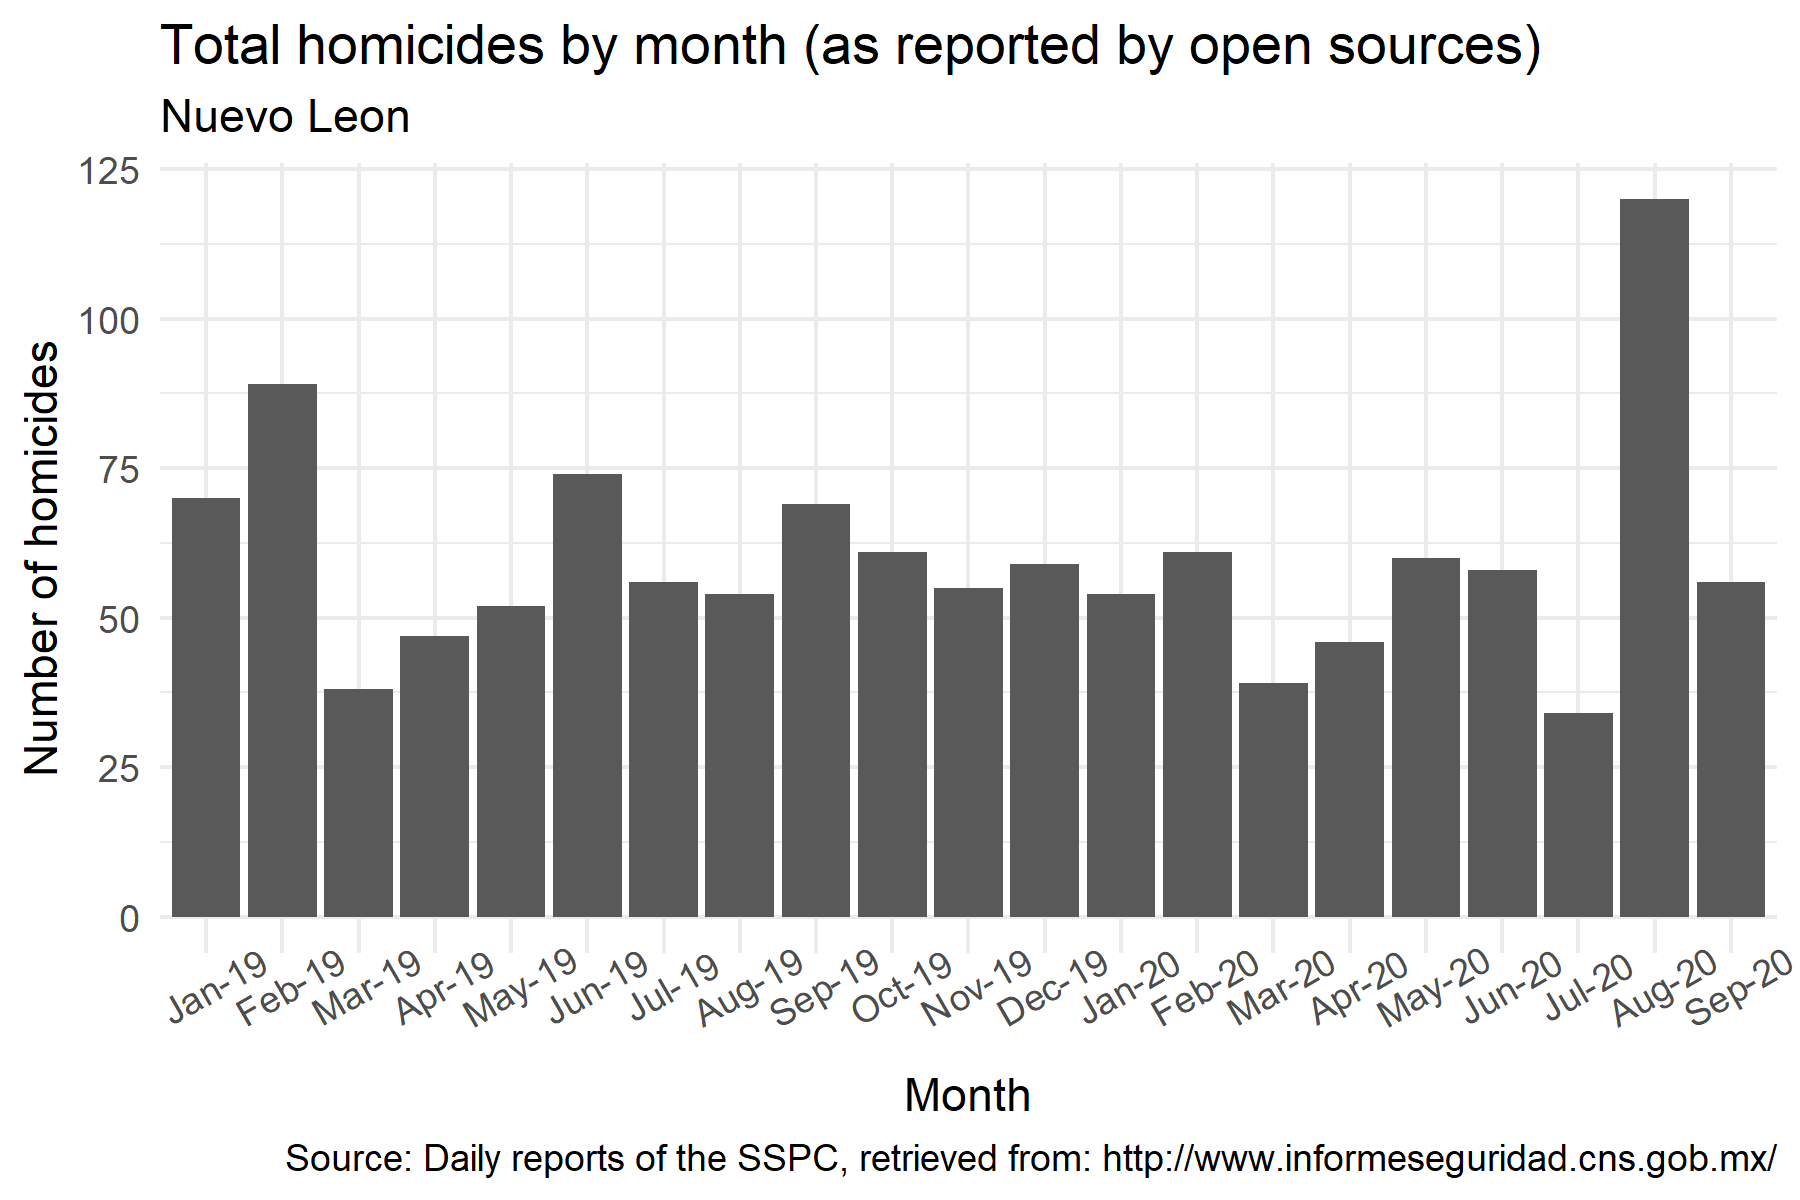 Total homicides by month (as reported by open sources)
Nuevo Leon
125
100
75
50
25
0
Number of homicides
Jan-19
Feb-19
Mar-19
Apr-19
May-19
Jun-19
Jul-19
Aug-19
Sep-19
Oct-19
Nov-19
Dec-19
Jan-20
Feb-20
Mar-20
Apr-20
May-20
Jun-20
Jul-20
Aug-20
Sep-20
Month
Source: Daily reports of the SSPC, retrieved from: http://www.informeseguridad.cns.gob.mx/